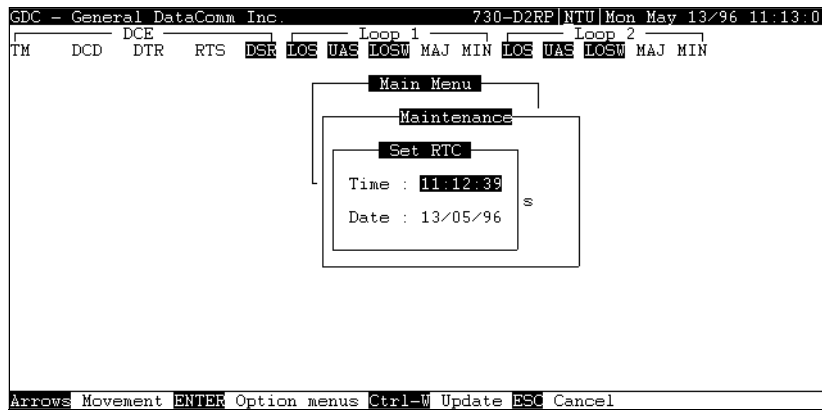 GDC – General DataComm Inc. 730-D2RP|NTU|Mon May 13/96 11:13:0
DCE Loop 1 Loop 2
TM DCD DTR RTS DSR LOS UAS LOSW MAJ MIN LOS UAS LOSW MAJ MIN
Main Menu
Maintenance
Set RTC
Time : 11:12:39
s
Date : 13/05/96
Arrows Movement ENTER Option menus Ctrl-W Update ESC Cancel